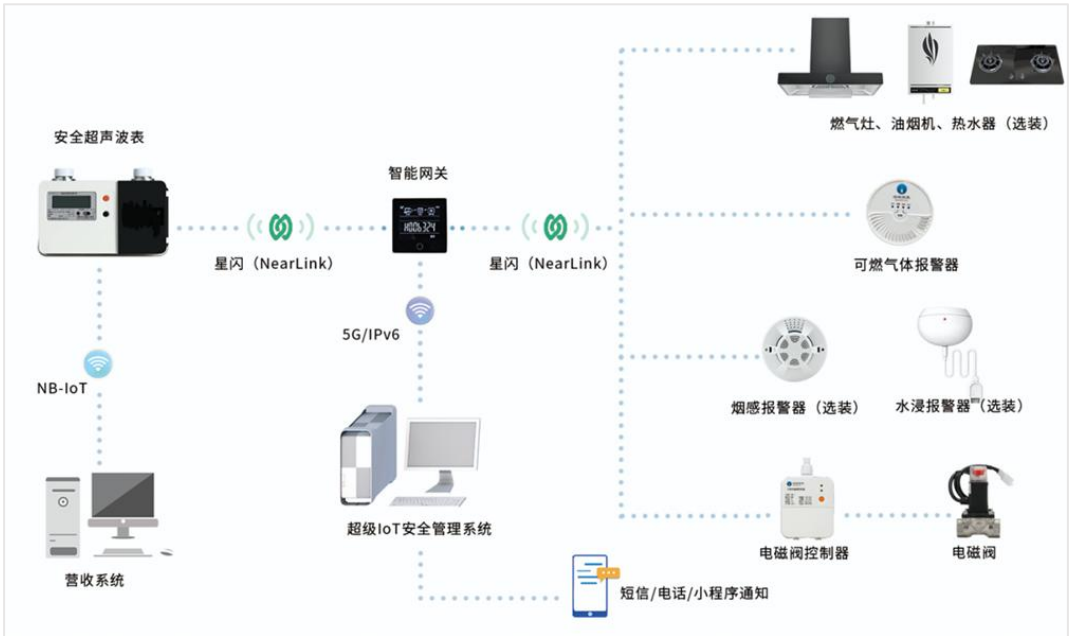 燃气灶、油烟机、热水器（选装）
安全超声波表
智能网关
星闪（NearLink）
星闪（NearLink）
可燃气体报警器
5G/IPv6
NB-IoT
烟感报警器（选装）
水浸报警器（选装）
超级IoT安全管理系统
电磁阀控制器
电磁阀
营收系统
短信/电话/小程序通知